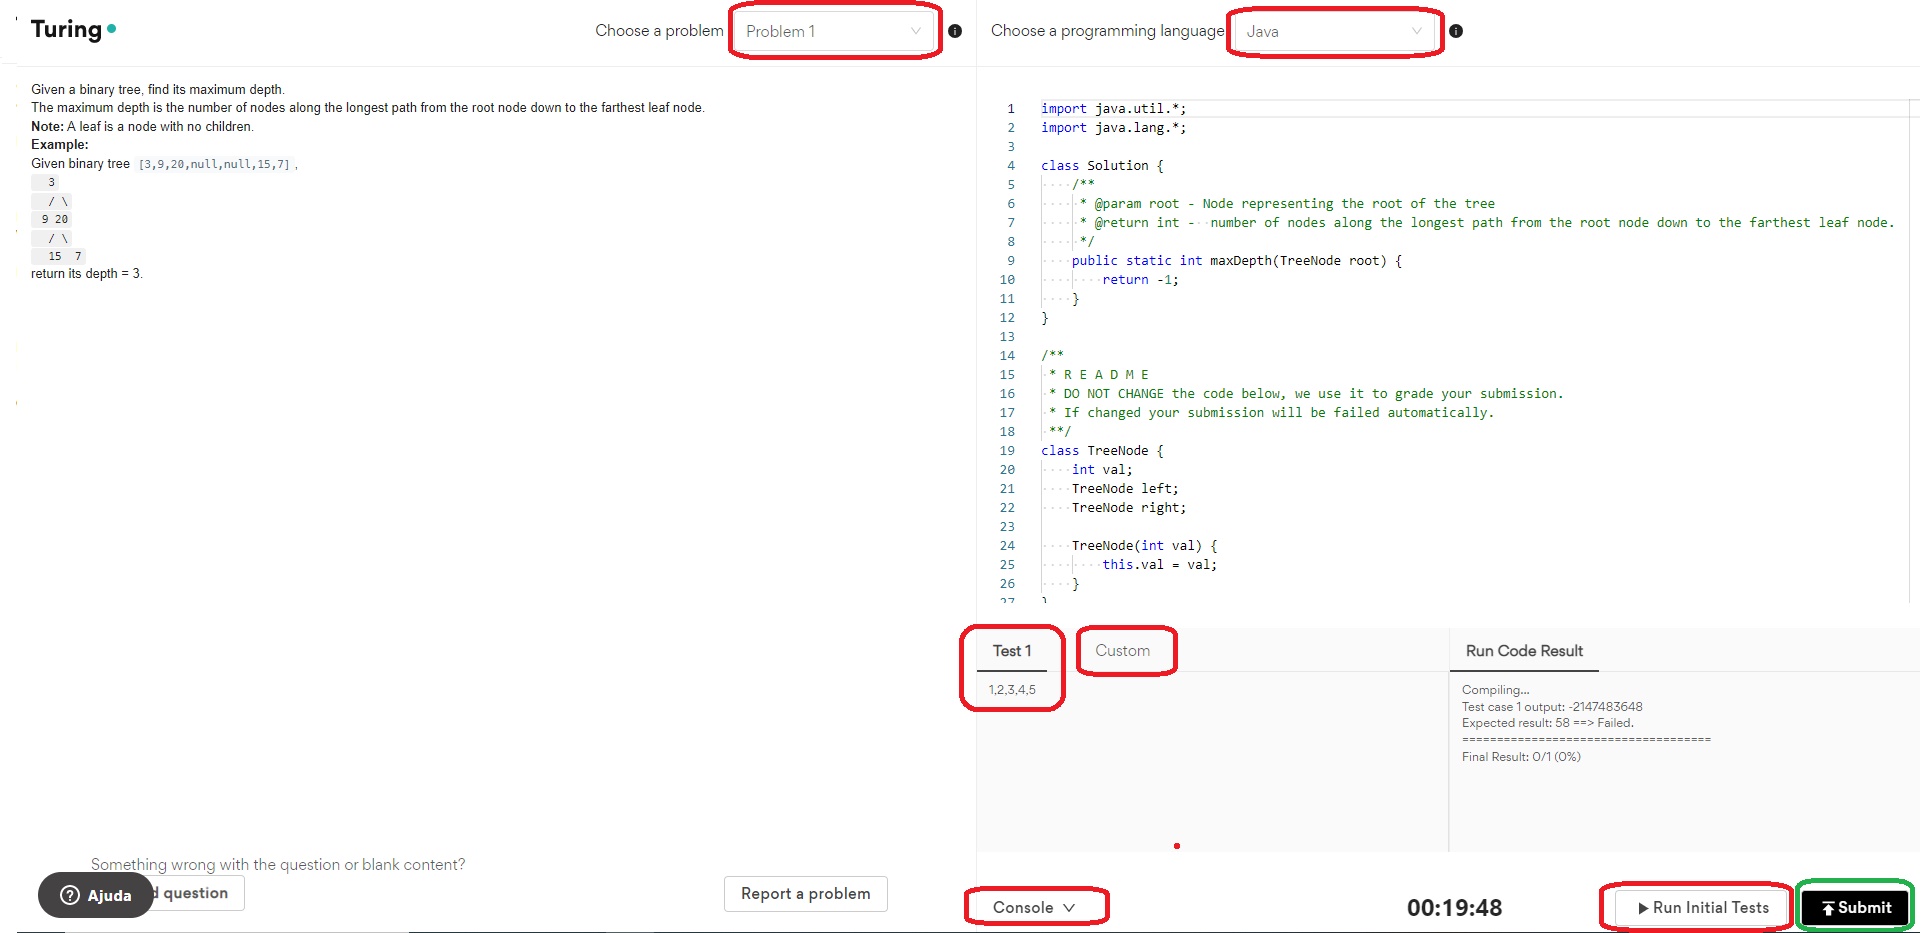 Turing
Choose a problem
Problem 1
Choose a programming language
Java
Given a binary tree, find its maximum depth.
The maximum depth is the number of nodes along the longest path from the root node down to the farthest leaf node.
Note: A leaf is a node with no children.
Example:
Given binary tree [3,9,20,null,null,15,7] ,
3
/ \
9 20
/ \
15 7
return its depth = 3.
Something wrong with the question or blank content?
Ajuda
d question
Report a problem
1 import java.util.*;
2 import java.lang.*;
3
4 class Solution {
5 /**
6 * @param root - Node representing the root of the tree
7 * @return int - number of nodes along the longest path from the root node down to the farthest leaf node.
8 */
9 public static int maxDepth(TreeNode root) {
10 return -1;
11 }
12 }
13
14 /**
15 * R E A D M E
16 * DO NOT CHANGE the code below, we use it to grade your submission.
17 * If changed your submission will be failed automatically.
18 **/
19 class TreeNode {
20 int val;
21 TreeNode left;
22 TreeNode right;
23
24 TreeNode(int val) {
25 this.val = val;
26 }
27 }
Test 1
Custom
1,2,3,4,5
Run Code Result
Compiling...
Test case 1 output: -2147483648
Expected result: 58 ==> Failed.
====================================
Final Result: 0/1 (0%)
Console
00:19:48
Run Initial Tests
Submit